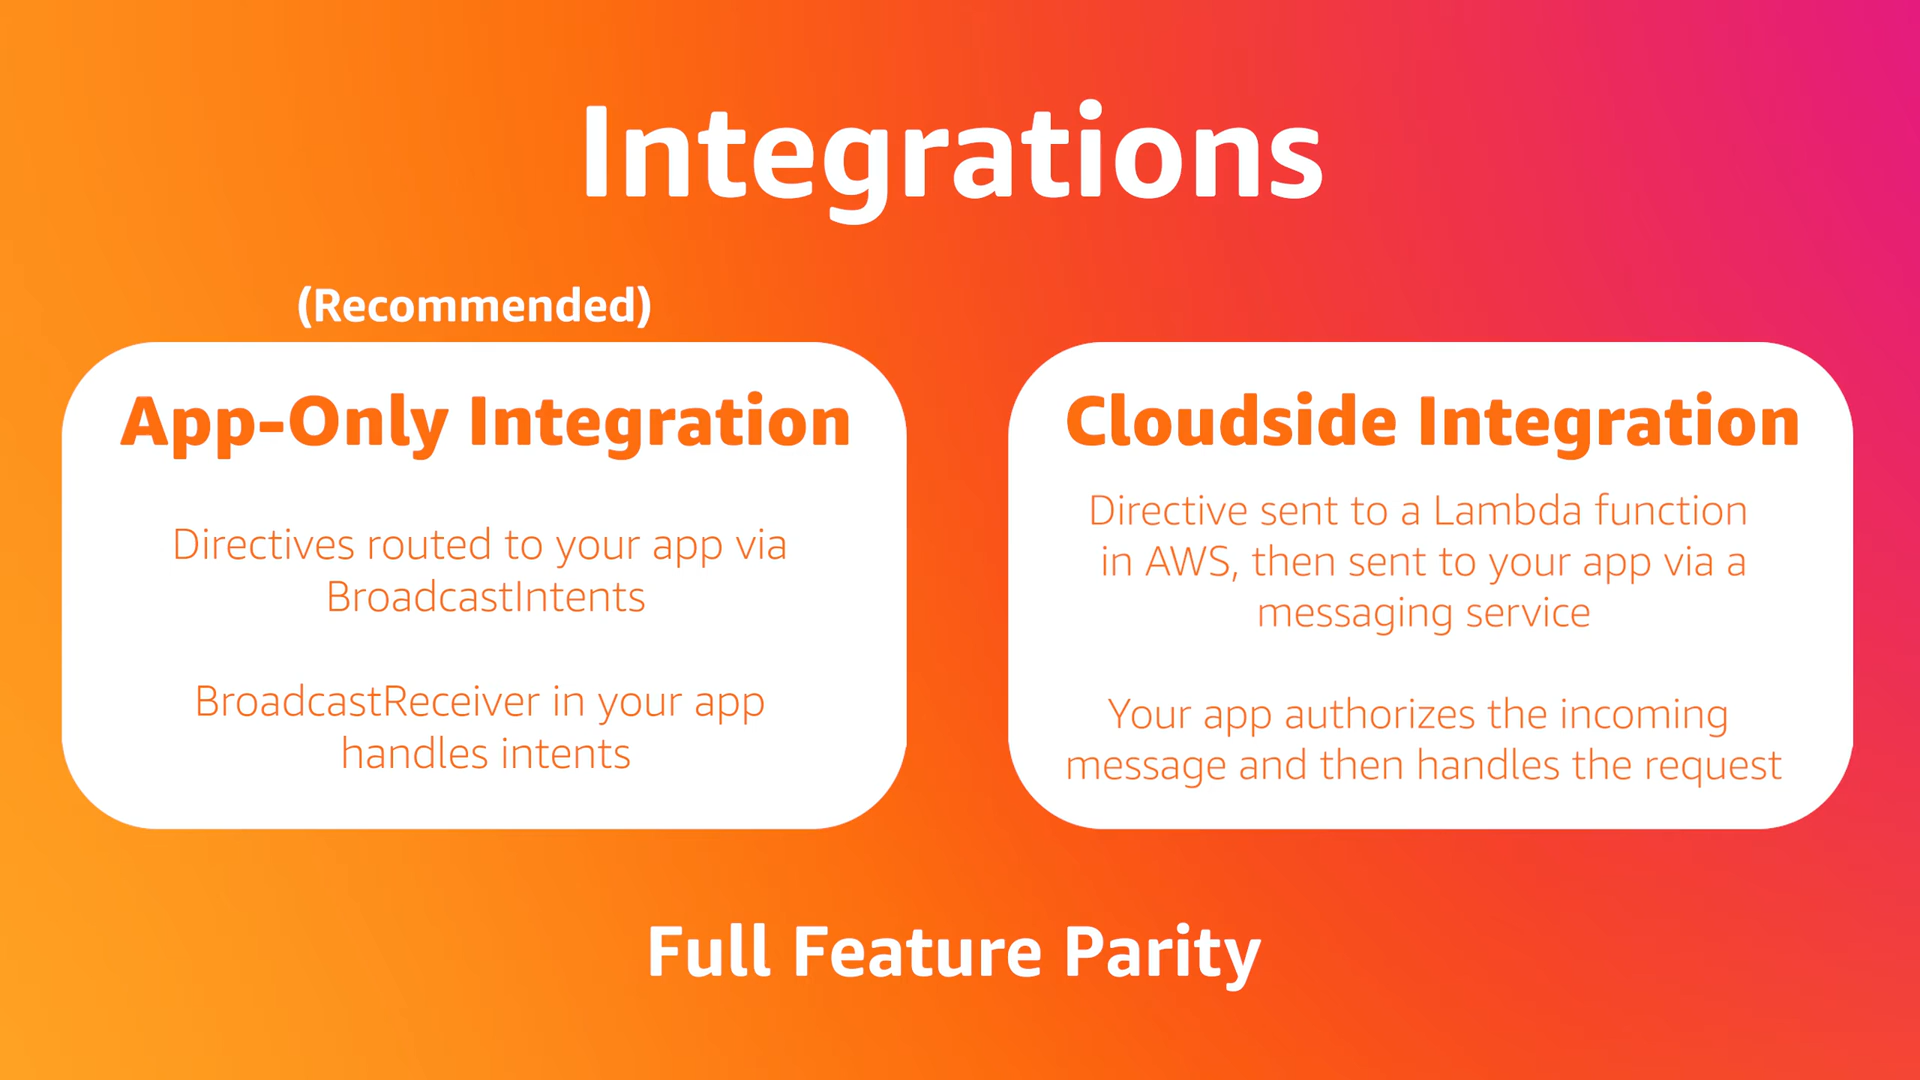 Integrations
(Recommended)
App-Only Integration
Directives routed to your app via
BroadcastIntents
BroadcastReceiver in your app
handles intents
Cloudside Integration
Directive sent to a Lambda function
in AWS, then sent to your app via a
messaging service
Your app authorizes the incoming
message and then handles the request
Full Feature Parity